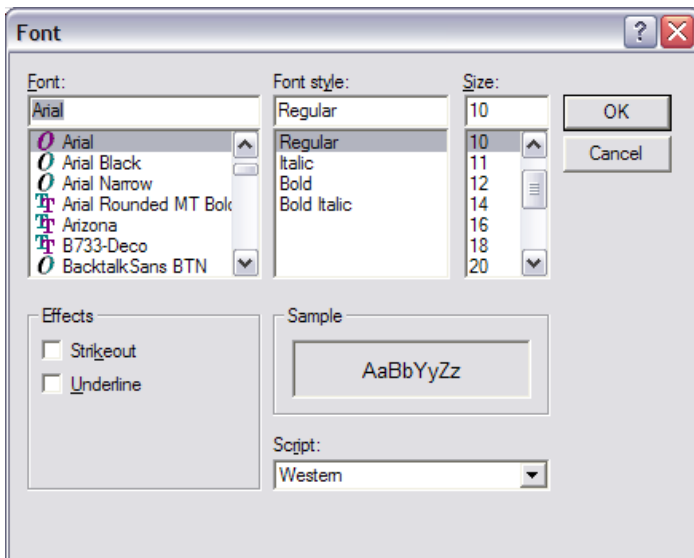 Font
Font:
Arial
Arial
Arial Black
Arial Narrow
Arial Rounded MT Bold
Arizona
B733-Deco
BacktalkSans BTN
Font style:
Regular
Regular
Italic
Bold
Bold Italic
Size:
10
10
11
12
14
16
18
20
OK
Cancel
Effects
Strikeout
Underline
Sample
AaBbYyZz
Script:
Western